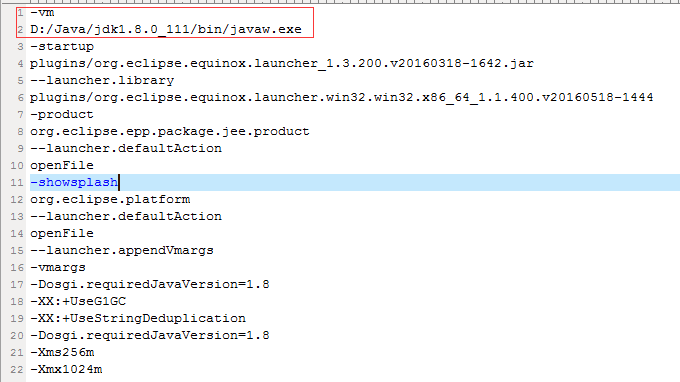 1 -vm
2 D:/Java/jdk1.8.0_111/bin/javaw.exe
3 -startup
4 plugins/org.eclipse.equinox.launcher_1.3.200.v20160318-1642.jar
5 --launcher.library
6 plugins/org.eclipse.equinox.launcher.win32.win32.x86_64_1.1.400.v20160518-1444
7 -product
8 org.eclipse.epp.package.jee.product
9 --launcher.defaultAction
10 openFile
11 -showsplash
12 org.eclipse.platform
13 --launcher.defaultAction
14 openFile
15 --launcher.appendVmargs
16 -vmargs
17 -Dosgi.requiredJavaVersion=1.8
18 -XX:+UseG1GC
19 -XX:+UseStringDeduplication
20 -Dosgi.requiredJavaVersion=1.8
21 -Xms256m
22 -Xmx1024m